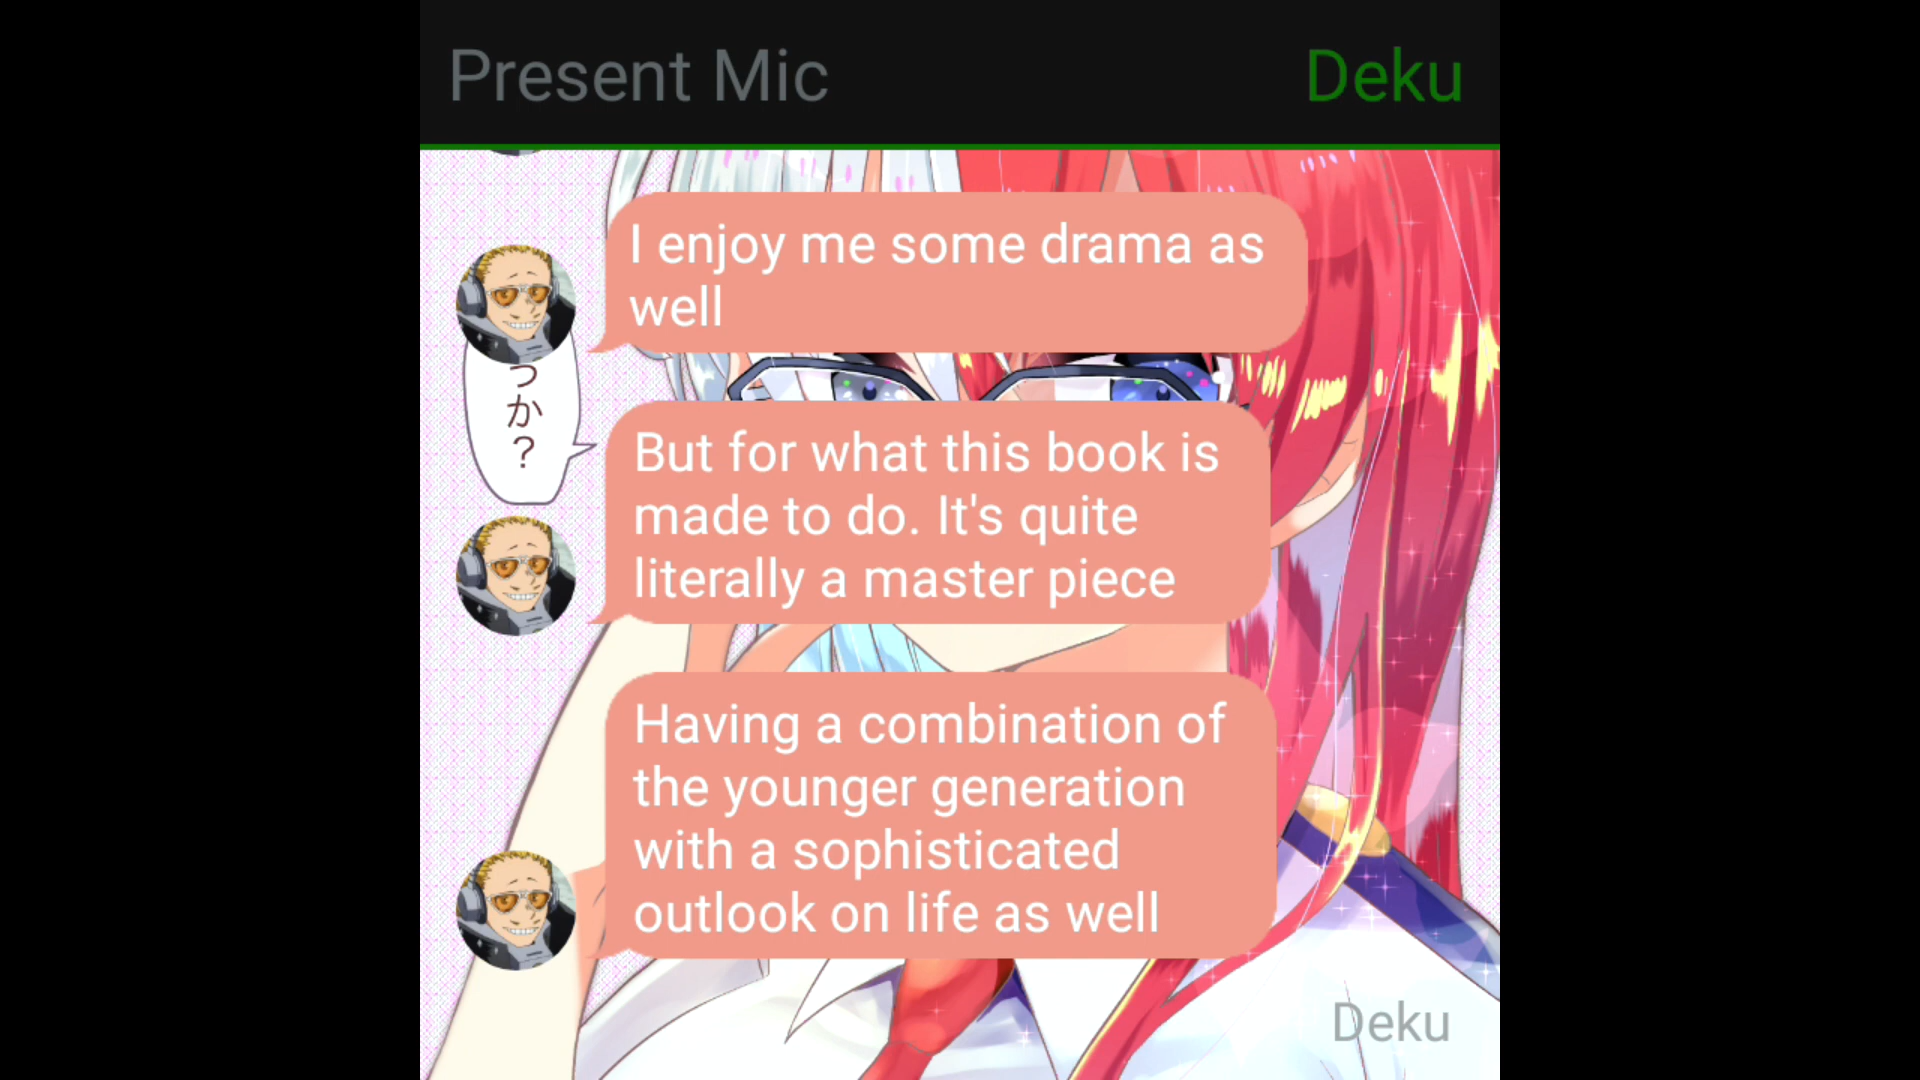 Present Mic Deku
I enjoy me some drama as
well
っ
か
?
But for what this book is
made to do. It's quite
literally a master piece
Having a combination of
the younger generation
with a sophisticated
outlook on life as well
Deku